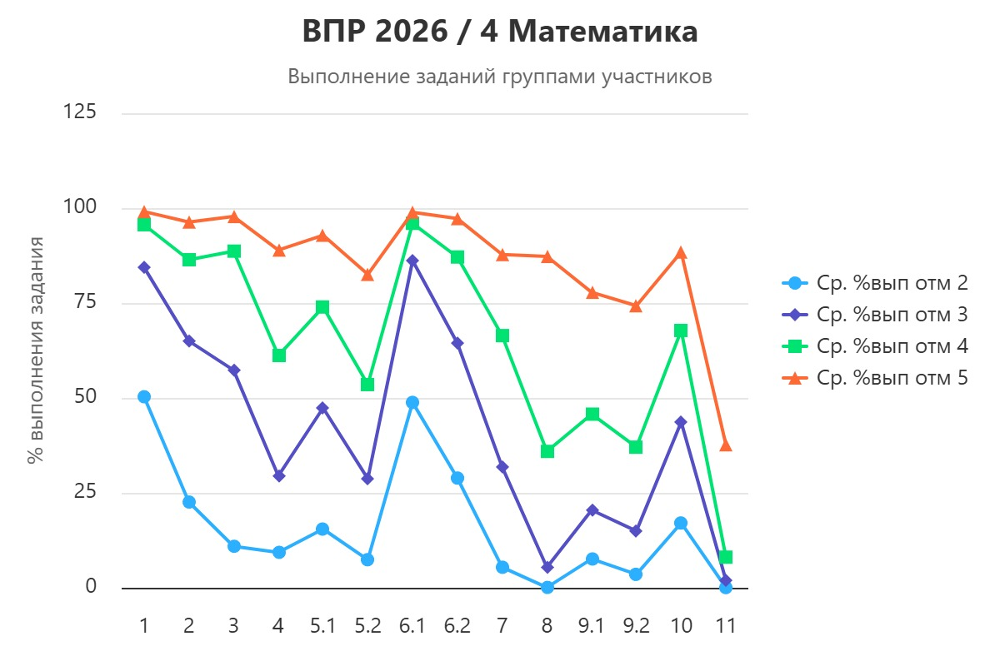 ВПР 2026 / 4 Математика
Выполнение заданий группами участников
% выполнения задания
125
100
75
50
25
0
1 2 3 4 5.1 5.2 6.1 6.2 7 8 9.1 9.2 10 11
Ср. %вып отм 2
Ср. %вып отм 3
Ср. %вып отм 4
Ср. %вып отм 5